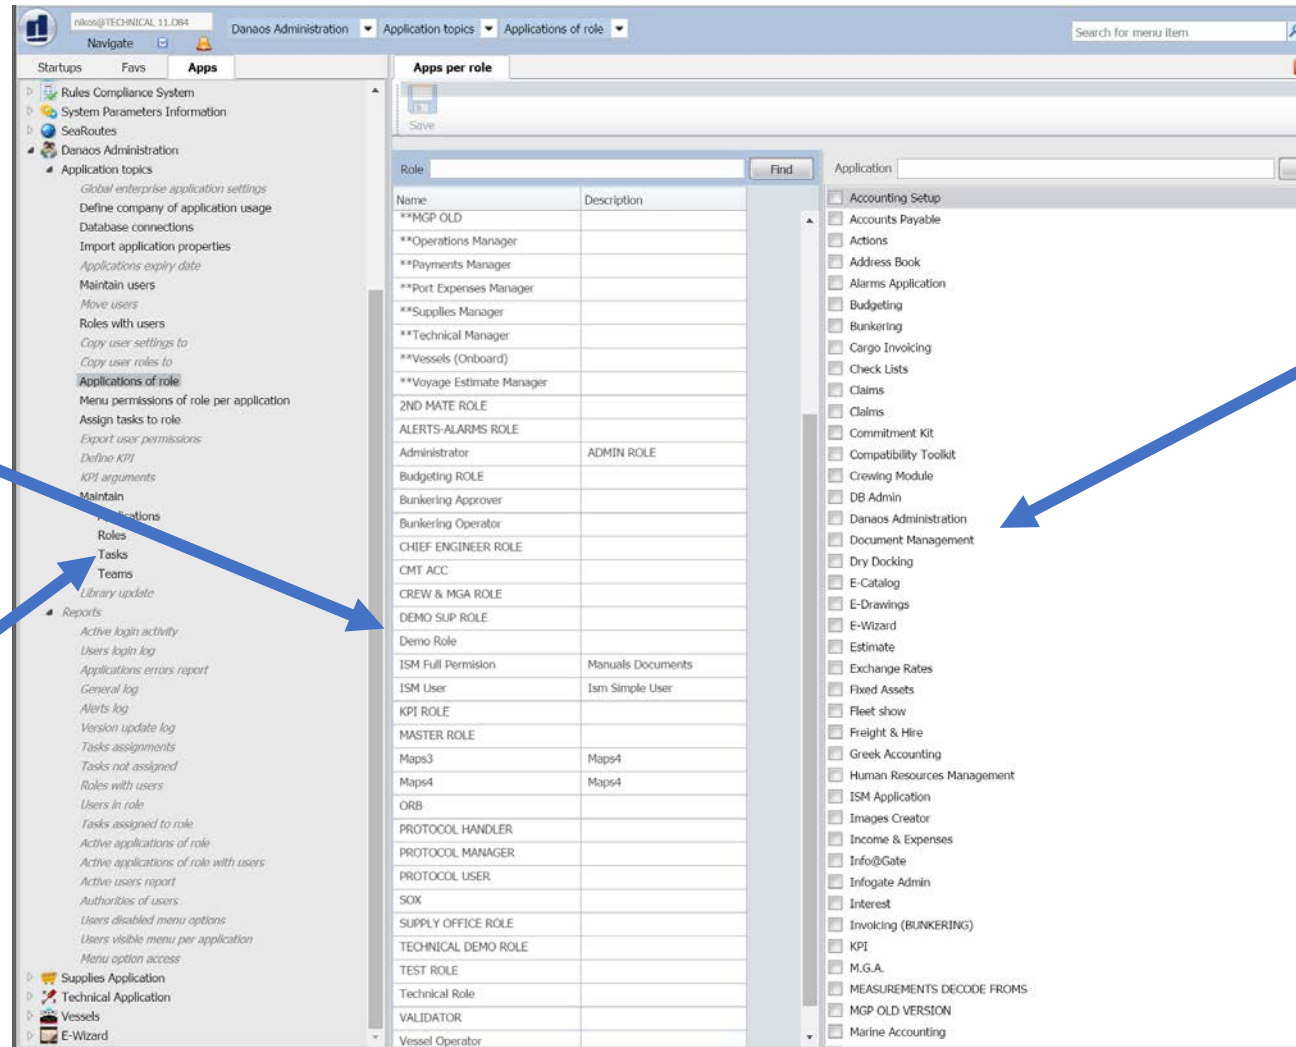 nikos@TECHNICAL 11.O84
Navigate
Danaos Administration
Application topics
Applications of role
Search for menu item
Startups
Favs
Apps
Rules Compliance System
System Parameters Information
SeaRoutes
Danaos Administration
Application topics
Global enterprise application settings
Define company of application usage
Database connections
Import application properties
Applications expiry date
Maintain users
Move users
Roles with users
Copy user settings to
Copy user roles to
Applications of role
Menu permissions of role per application
Assign tasks to role
Export user permissions
Define KPI
KPI arguments
Maintain
Roles
Tasks
Teams
Library update
Reports
Active login activity
Users login log
Applications errors report
General log
Alerts log
Version update log
Tasks assignments
Tasks not assigned
Roles with users
Users in role
Tasks assigned to role
Active applications of role
Active applications of role with users
Active users report
Authorities of users
Users disabled menu options
Users visible menu per application
Menu option access
Supplies Application
Technical Application
Vessels
E-Wizard
Apps per role
Save
Role
Find
Name
Description
**MGP OLD
**Operations Manager
**Payments Manager
**Port Expenses Manager
**Supplies Manager
**Technical Manager
**Vessels (Onboard)
**Voyage Estimate Manager
2ND MATE ROLE
ALERTS-ALARMS ROLE
Administrator ADMIN ROLE
Budgeting ROLE
Bunkering Approver
Bunkering Operator
CHIEF ENGINEER ROLE
CMT ACC
CREW & MGA ROLE
DEMO SUP ROLE
Demo Role
ISM Full Permision Manuals Documents
ISM User Ism Simple User
KPI ROLE
MASTER ROLE
Maps3 Maps4
Maps4 Maps4
ORB
PROTOCOL HANDLER
PROTOCOL MANAGER
PROTOCOL USER
SOX
SUPPLY OFFICE ROLE
TECHNICAL DEMO ROLE
TEST ROLE
Technical Role
VALIDATOR
Vessel Operator
Application
Accounting Setup
Accounts Payable
Actions
Address Book
Alarms Application
Budgeting
Bunkering
Cargo Invoicing
Check Lists
Claims
Claims
Commitment Kit
Compatibility Toolkit
Crewing Module
DB Admin
Danaos Administration
Document Management
Dry Docking
E-Catalog
E-Drawings
E-Wizard
Estimate
Exchange Rates
Fixed Assets
Fleet show
Freight & Hire
Greek Accounting
Human Resources Management
ISM Application
Images Creator
Income & Expenses
Info@Gate
Infogate Admin
Interest
Invoicing (BUNKERING)
KPI
M.G.A.
MEASUREMENTS DECODE FROMS
MGP OLD VERSION
Marine Accounting